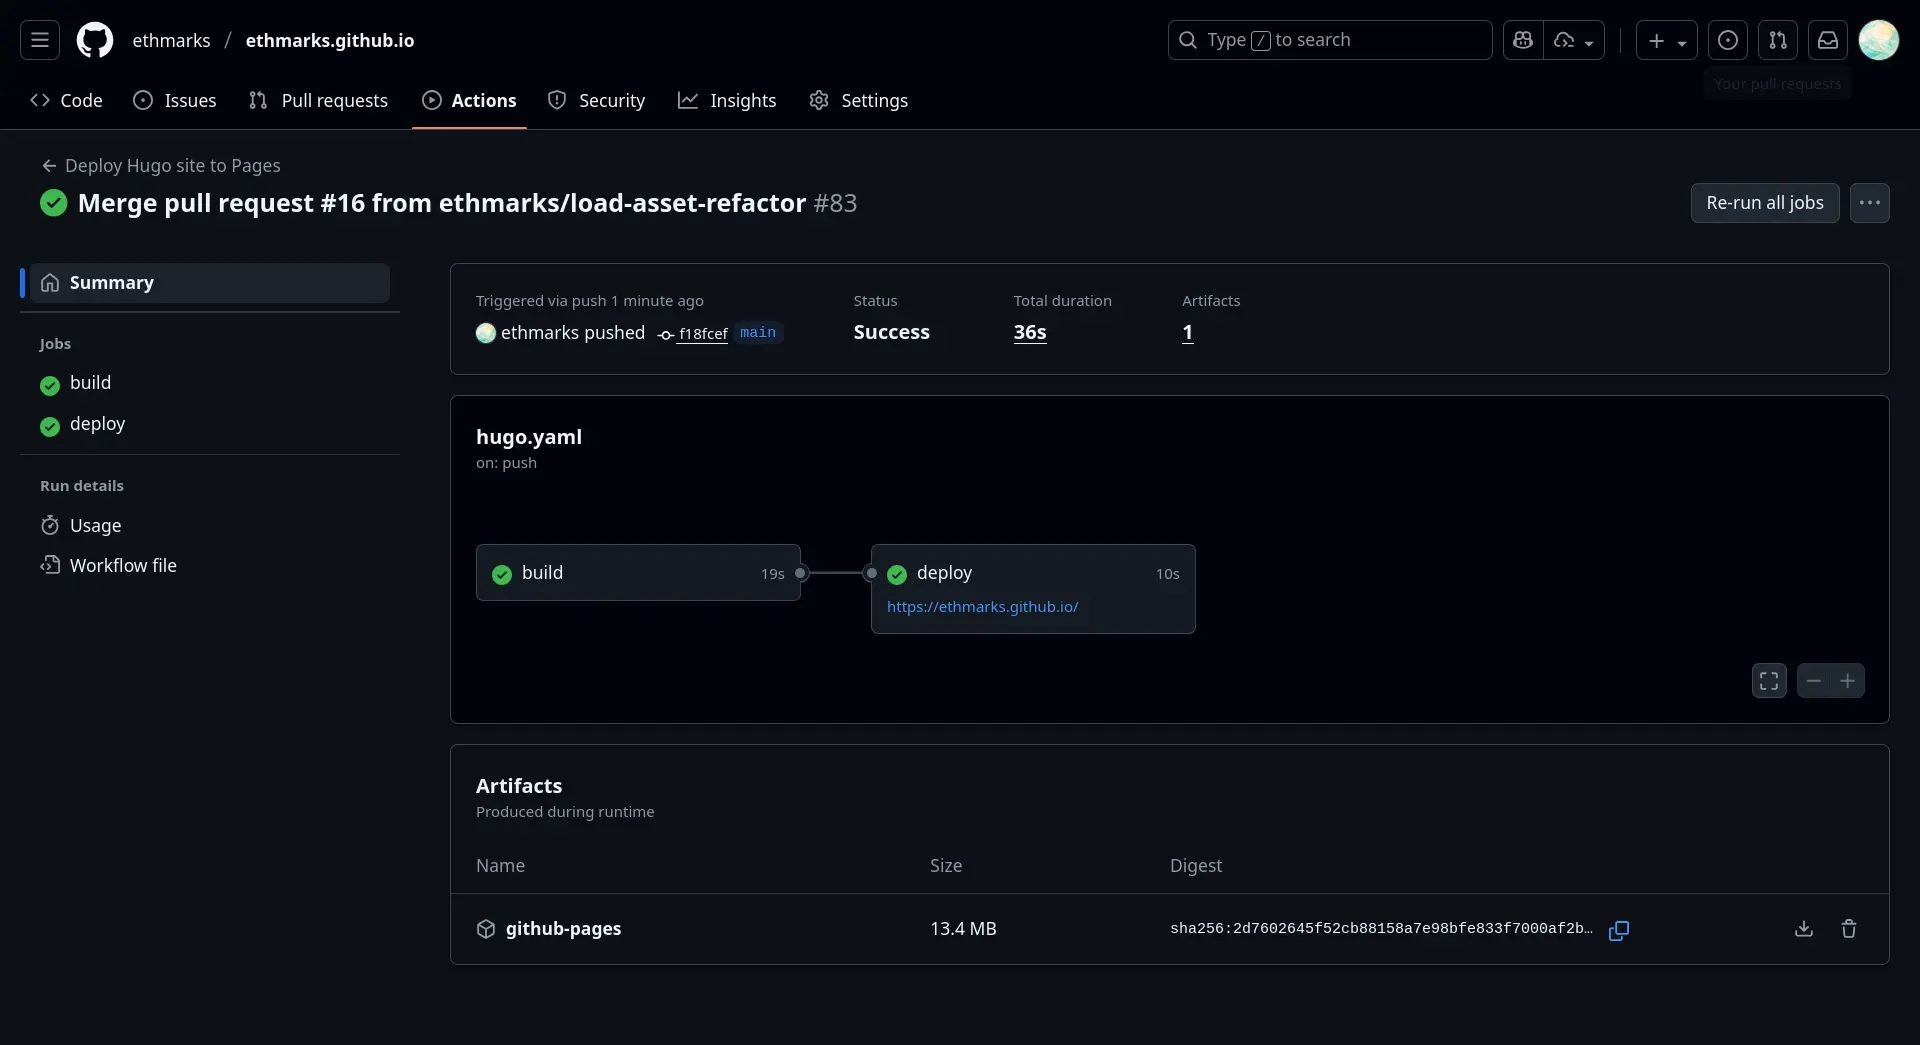 ethmarks / ethmarks.github.io
Type / to search
Code Issues Pull requests Actions Security Insights Settings
Your pull requests
Deploy Hugo site to Pages
Merge pull request #16 from ethmarks/load-asset-refactor #83
Re-run all jobs
Summary
Jobs
build
deploy
Run details
Usage
Workflow file
Triggered via push 1 minute ago
ethmarks pushed f18fcef main
Status
Success
Total duration
36s
Artifacts
1
hugo.yaml
on: push
build 19s
deploy 10s
https://ethmarks.github.io/
Artifacts
Produced during runtime
Name Size Digest
github-pages 13.4 MB sha256:2d7602645f52cb88158a7e98bfe833f7000af2b…